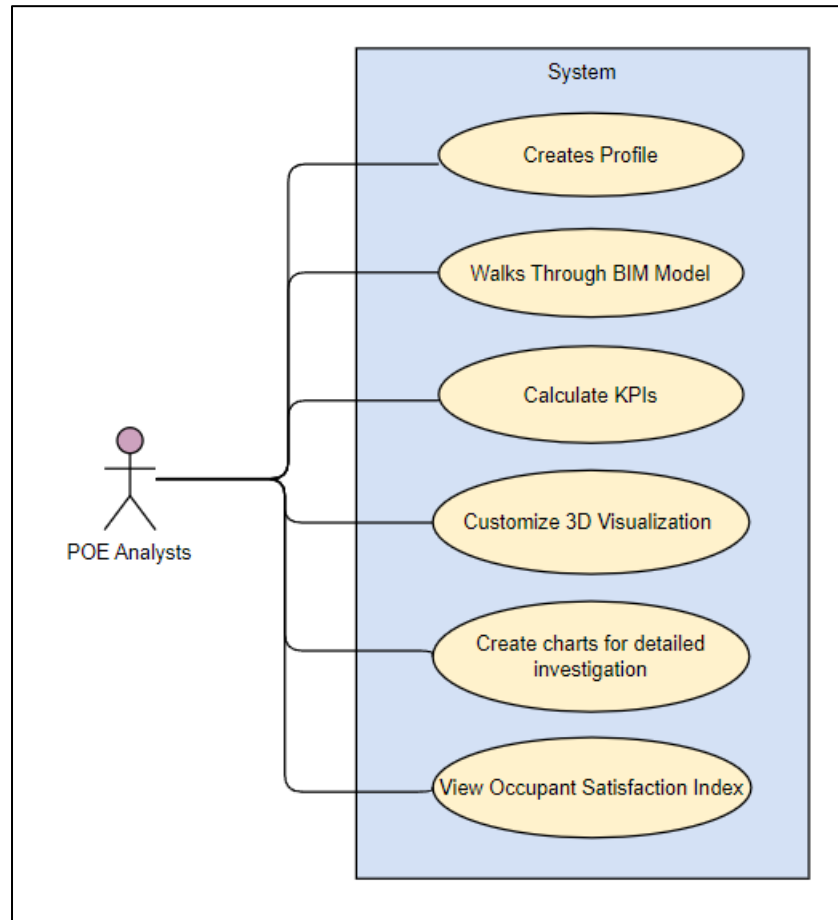 System
Creates Profile
Walks Through BIM Model
Calculate KPIs
Customize 3D Visualization
POE Analysts
Create charts for detailed
investigation
View Occupant Satisfaction Index